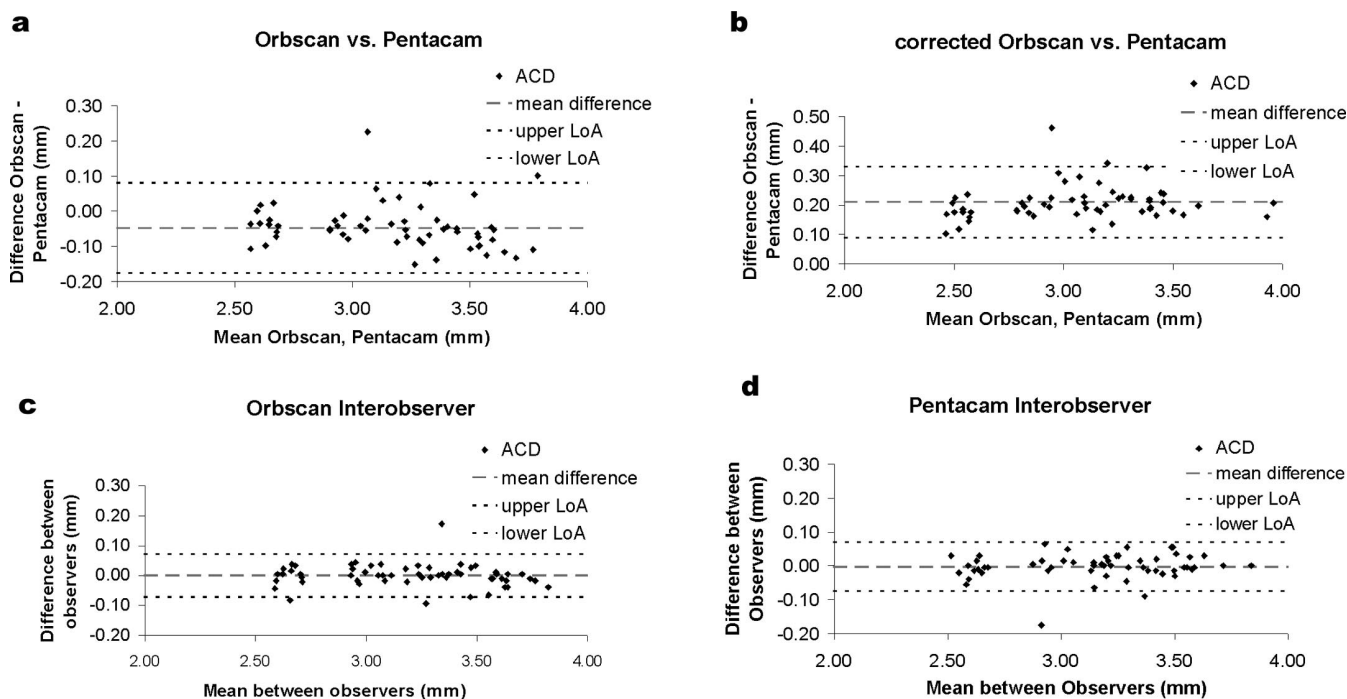 a
Orbscan vs. Pentacam
ACD
mean difference
upper LoA
lower LoA
Difference Orbscan -
Pentacam (mm)
0.30
0.20
0.10
0.00
-0.10
-0.20
2.00 2.50 3.00 3.50 4.00
Mean Orbscan, Pentacam (mm)
b
corrected Orbscan vs. Pentacam
ACD
mean difference
upper LoA
lower LoA
Difference Orbscan -
Pentacam (mm)
0.50
0.40
0.30
0.20
0.10
0.00
2.00 2.50 3.00 3.50 4.00
Mean Orbscan, Pentacam (mm)
c
Orbscan Interobserver
ACD
mean difference
upper LoA
lower LoA
Difference between
observers (mm)
0.30
0.20
0.10
0.00
-0.10
-0.20
2.00 2.50 3.00 3.50 4.00
Mean between observers (mm)
d
Pentacam Interobserver
ACD
mean difference
upper LoA
lower LoA
Difference between
Observers (mm)
0.30
0.20
0.10
0.00
-0.10
-0.20
2.00 2.50 3.00 3.50 4.00
Mean between Observers (mm)